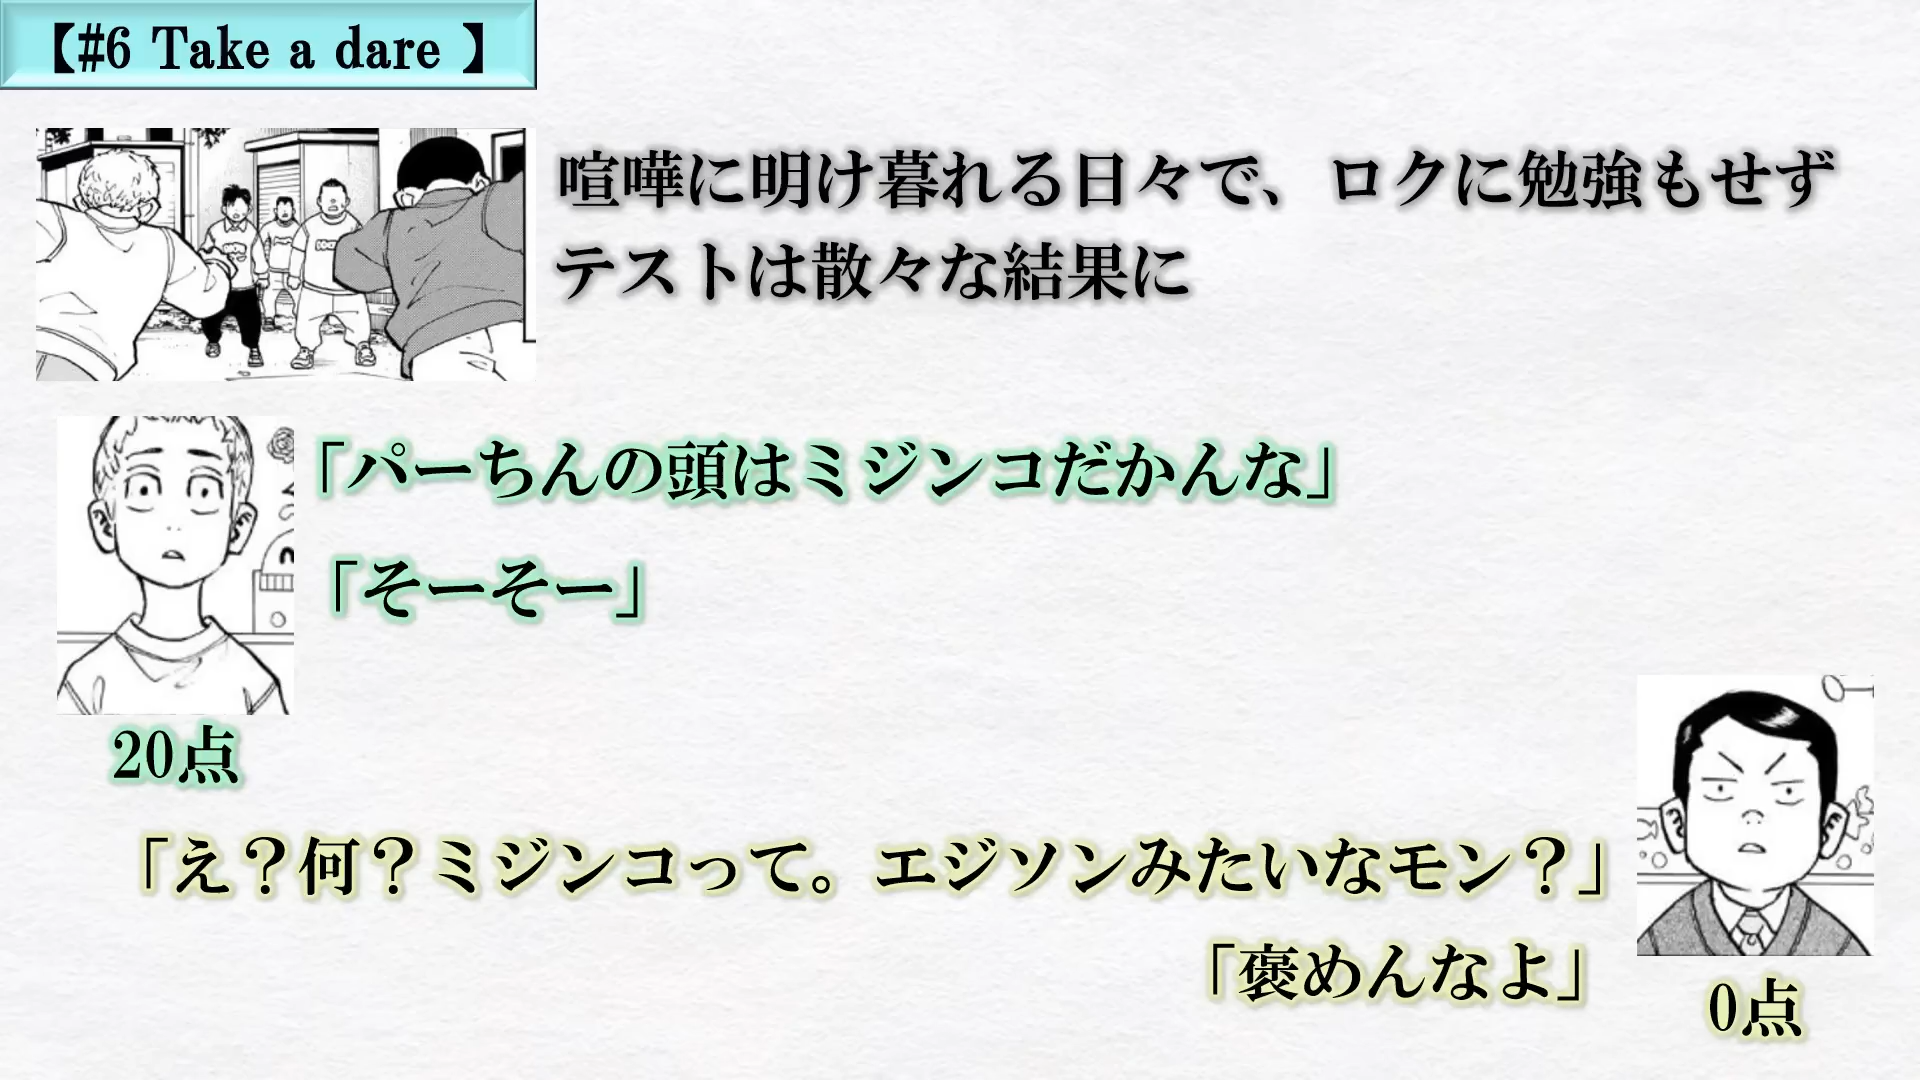 【#6 Take a dare 】
喧嘩に明け暮れる日々で、ロクに勉強もせず
テストは散々な結果に
「パーちんの頭はミジンコだかんな」
「そーそー」
20点
「え？何？ミジンコって。エジソンみたいなモン？」
「褒めんなよ」
0点